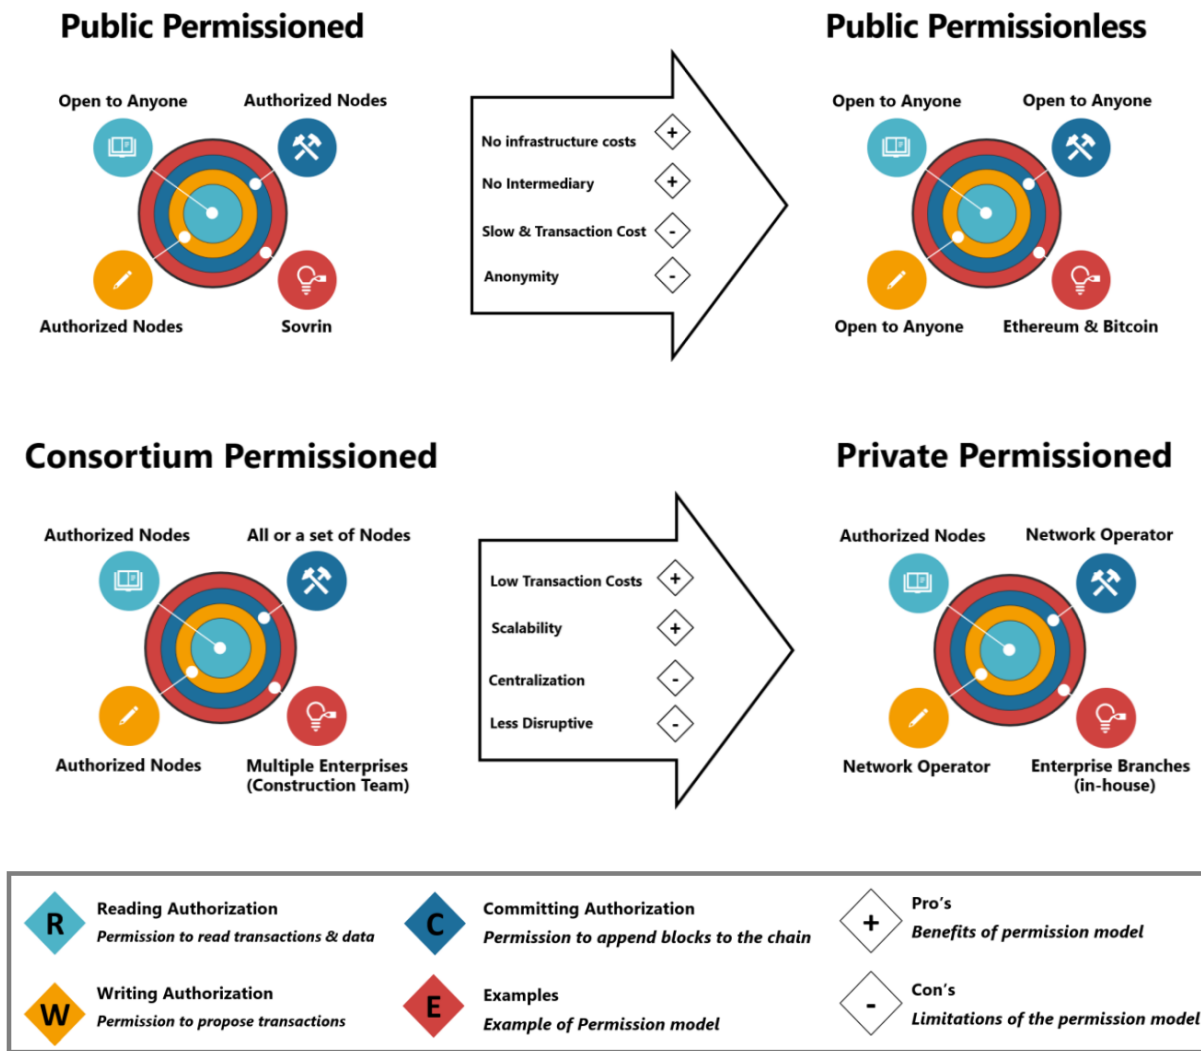 Public Permissioned
Public Permissionless
Open to Anyone
Authorized Nodes
Authorized Nodes
Sovrin
No infrastructure costs +
No Intermediary +
Slow & Transaction Cost -
Anonymity -
Open to Anyone
Open to Anyone
Open to Anyone
Ethereum & Bitcoin
Consortium Permissioned
Private Permissioned
Authorized Nodes
All or a set of Nodes
Authorized Nodes
Multiple Enterprises
(Construction Team)
Low Transaction Costs +
Scalability +
Centralization -
Less Disruptive -
Authorized Nodes
Network Operator
Network Operator
Enterprise Branches
(in-house)
R
Reading Authorization
Permission to read transactions & data
C
Committing Authorization
Permission to append blocks to the chain
+
Pro's
Benefits of permission model
W
Writing Authorization
Permission to propose transactions
E
Examples
Example of Permission model
-
Con's
Limitations of the permission model